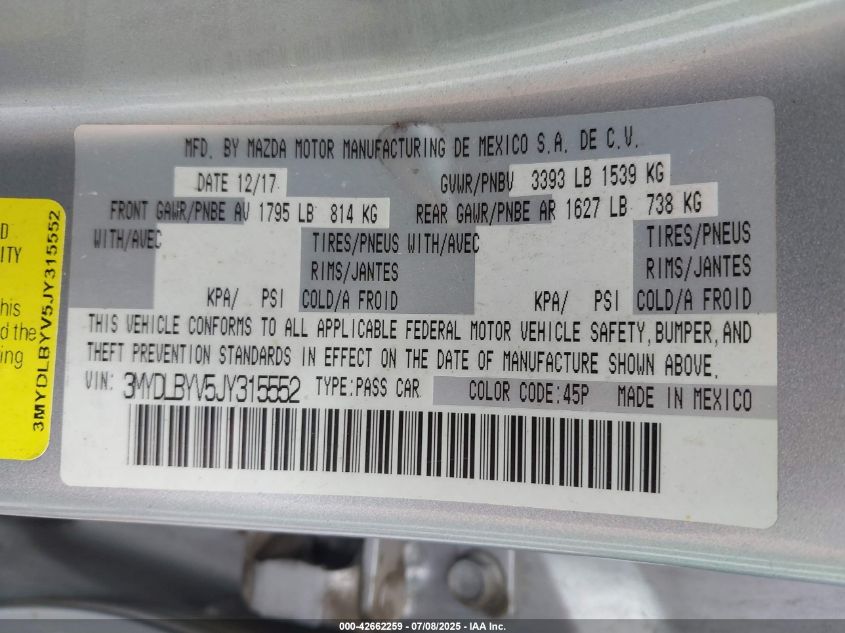 MFD. BY MAZDA MOTOR MANUFACTURING DE MEXICO S.A. DE C.V.
DATE 12/17 GVWR/PNBV 3393 LB 1539 KG
FRONT GAWR/PNBE AV 1795 LB 814 KG REAR GAWR/PNBE AR 1627 LB 738 KG
WITH/AVEC TIRES/PNEUS WITH/AVEC TIRES/PNEUS
RIMS/JANTES RIMS/JANTES
KPA/ PSI COLD/A FROID KPA/ PSI COLD/A FROID
THIS VEHICLE CONFORMS TO ALL APPLICABLE FEDERAL MOTOR VEHICLE SAFETY, BUMPER, AND
THEFT PREVENTION STANDARDS IN EFFECT ON THE DATE OF MANUFACTURE SHOWN ABOVE.
VIN: 3MYDLBYV5JY315552 TYPE:PASS CAR COLOR CODE:45P MADE IN MEXICO
D
ITY
his
d the
ing
3MYDLBYV5JY315552
000-42662259 - 07/08/2025 - IAA Inc.